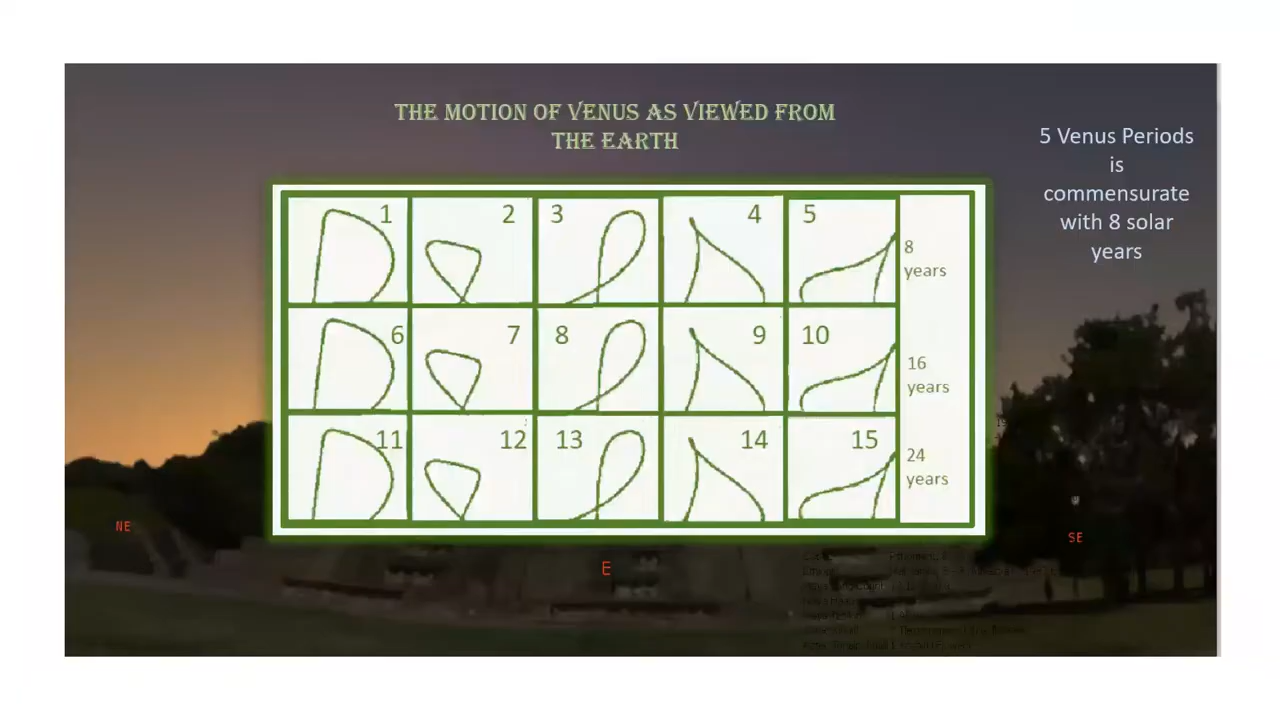 THE MOTION OF VENUS AS VIEWED FROM
THE EARTH
5 Venus Periods
is
commensurate
with 8 solar
years
1 2 3 4 5
8
years
6 7 8 9 10
16
years
11 12 13 14 15
24
years
NE
E
SE